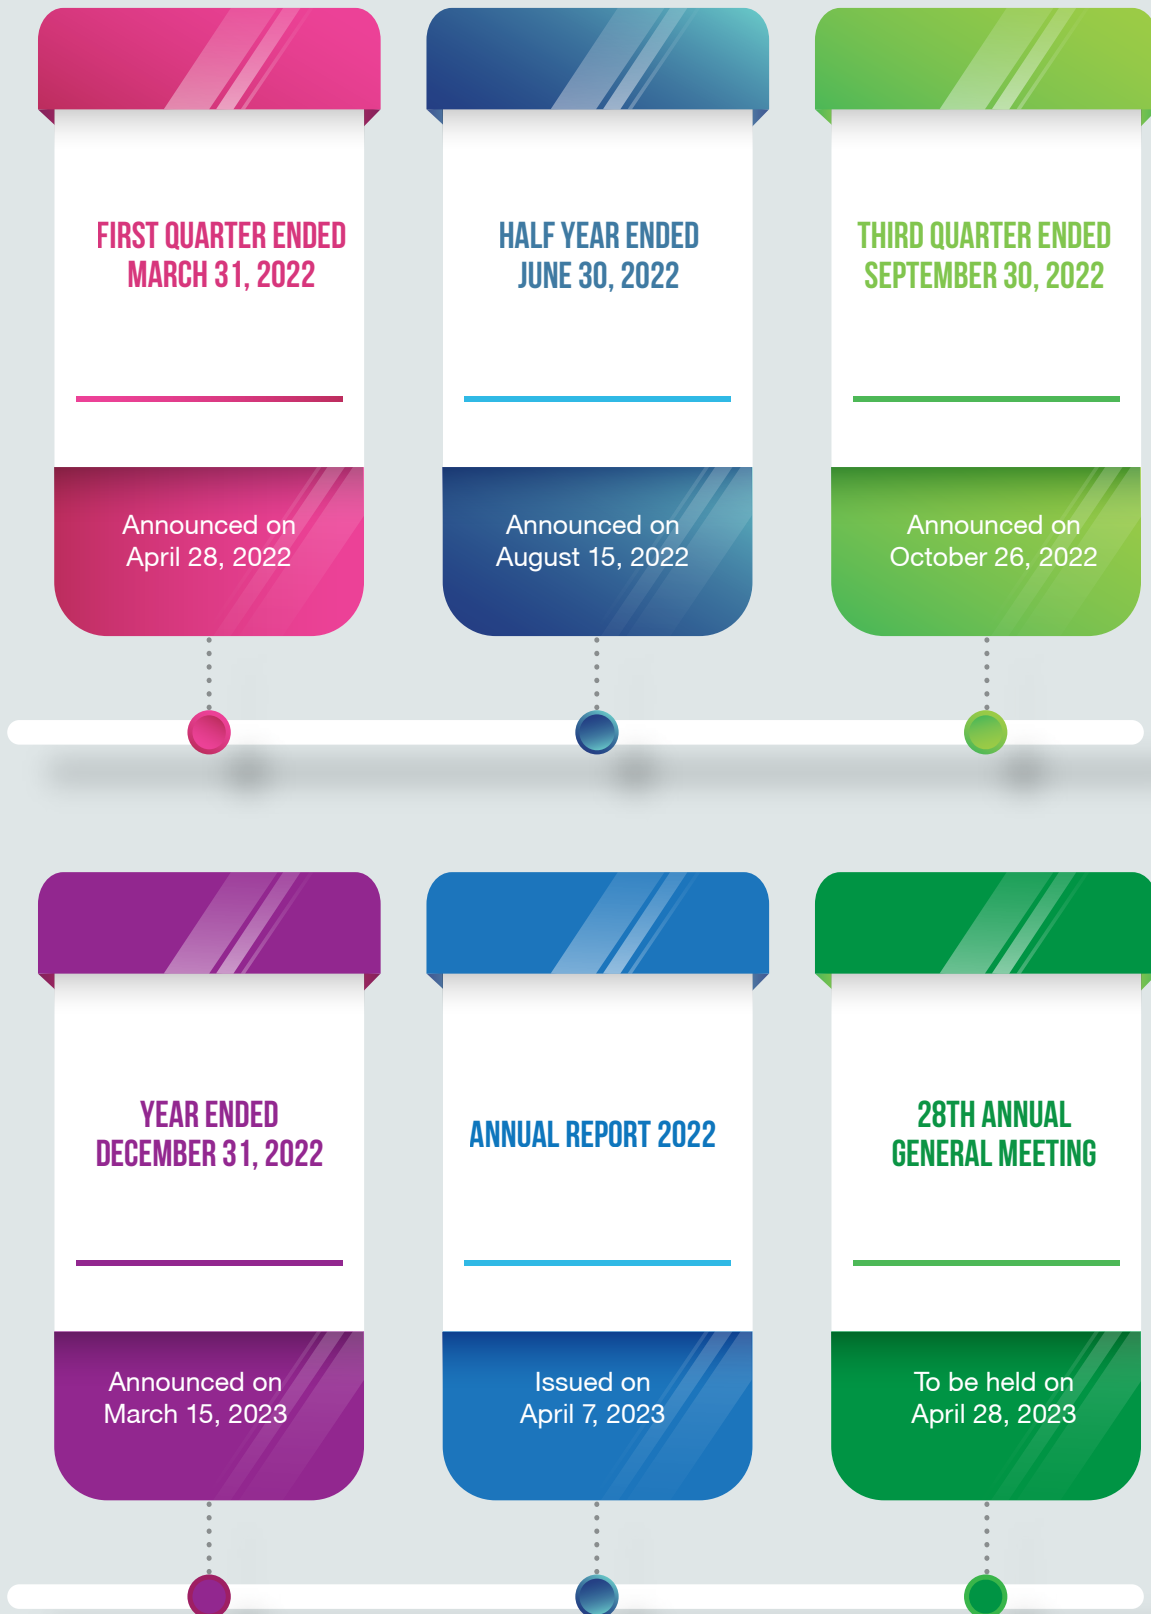 FIRST QUARTER ENDED
MARCH 31, 2022
Announced on
April 28, 2022
HALF YEAR ENDED
JUNE 30, 2022
Announced on
August 15, 2022
THIRD QUARTER ENDED
SEPTEMBER 30, 2022
Announced on
October 26, 2022
YEAR ENDED
DECEMBER 31, 2022
Announced on
March 15, 2023
ANNUAL REPORT 2022
Issued on
April 7, 2023
28TH ANNUAL
GENERAL MEETING
To be held on
April 28, 2023